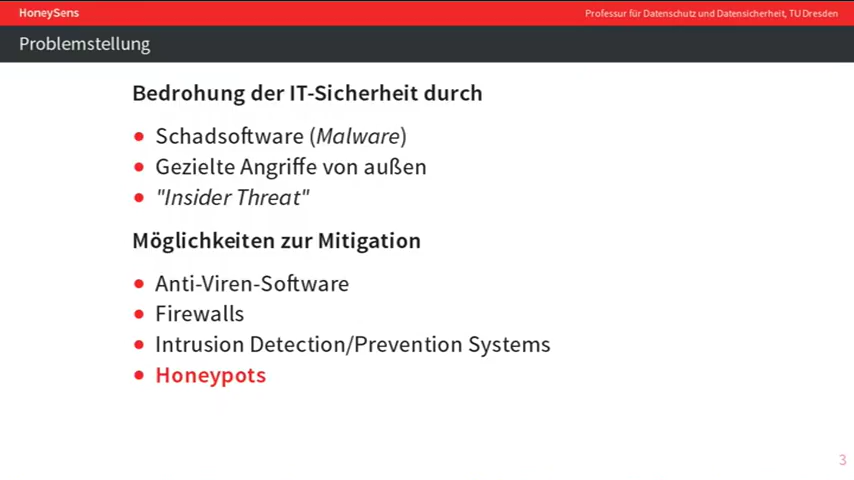 HoneySens
Professur für Datenschutz und Datensicherheit, TU Dresden
Problemstellung
Bedrohung der IT-Sicherheit durch
Schadsoftware (Malware)
Gezielte Angriffe von außen
"Insider Threat"
Möglichkeiten zur Mitigation
Anti-Viren-Software
Firewalls
Intrusion Detection/Prevention Systems
Honeypots
3